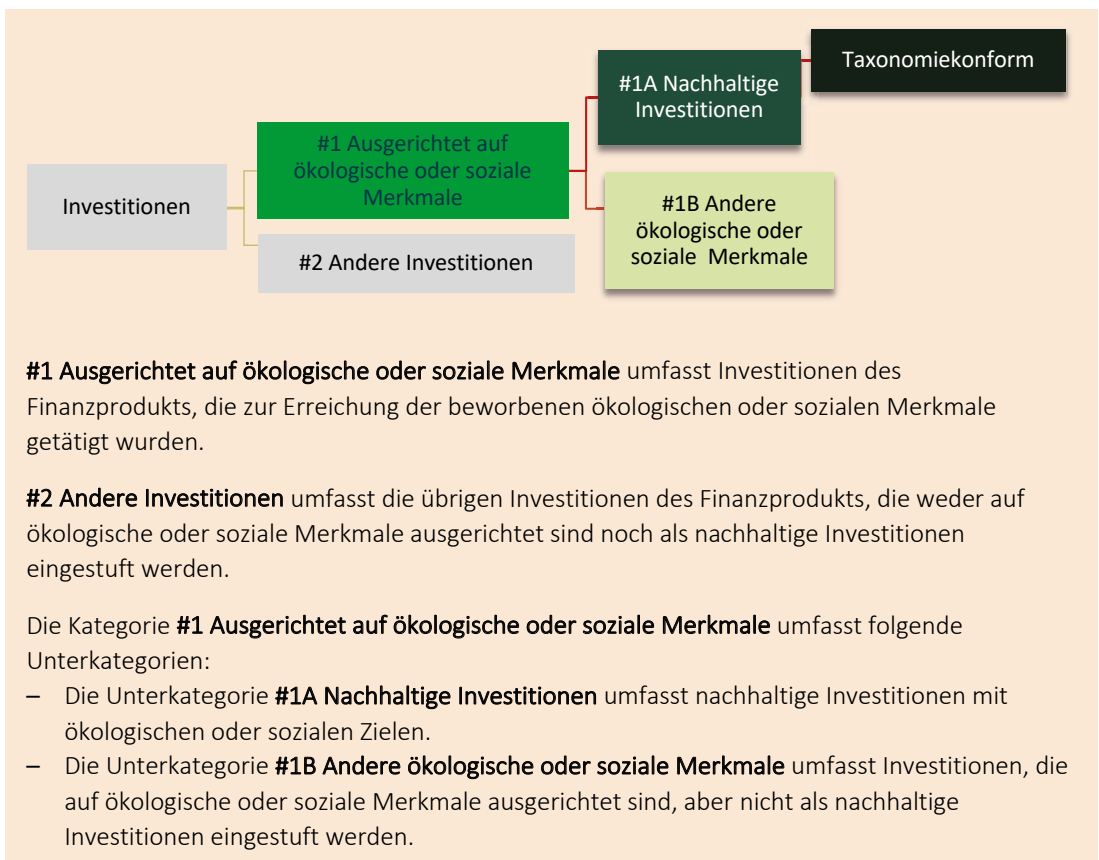 Taxonomiekonform
#1A Nachhaltige
Investitionen
#1 Ausgerichtet auf
ökologische oder soziale
Merkmale
Investitionen
#1B Andere
ökologische oder
soziale Merkmale
#2 Andere Investitionen
#1 Ausgerichtet auf ökologische oder soziale Merkmale umfasst Investitionen des
Finanzprodukts, die zur Erreichung der beworbenen ökologischen oder sozialen Merkmale
getätigt wurden.
#2 Andere Investitionen umfasst die übrigen Investitionen des Finanzprodukts, die weder auf
ökologische oder soziale Merkmale ausgerichtet sind noch als nachhaltige Investitionen
eingestuft werden.
Die Kategorie #1 Ausgerichtet auf ökologische oder soziale Merkmale umfasst folgende
Unterkategorien:
– Die Unterkategorie #1A Nachhaltige Investitionen umfasst nachhaltige Investitionen mit
ökologischen oder sozialen Zielen.
– Die Unterkategorie #1B Andere ökologische oder soziale Merkmale umfasst Investitionen, die
auf ökologische oder soziale Merkmale ausgerichtet sind, aber nicht als nachhaltige
Investitionen eingestuft werden.